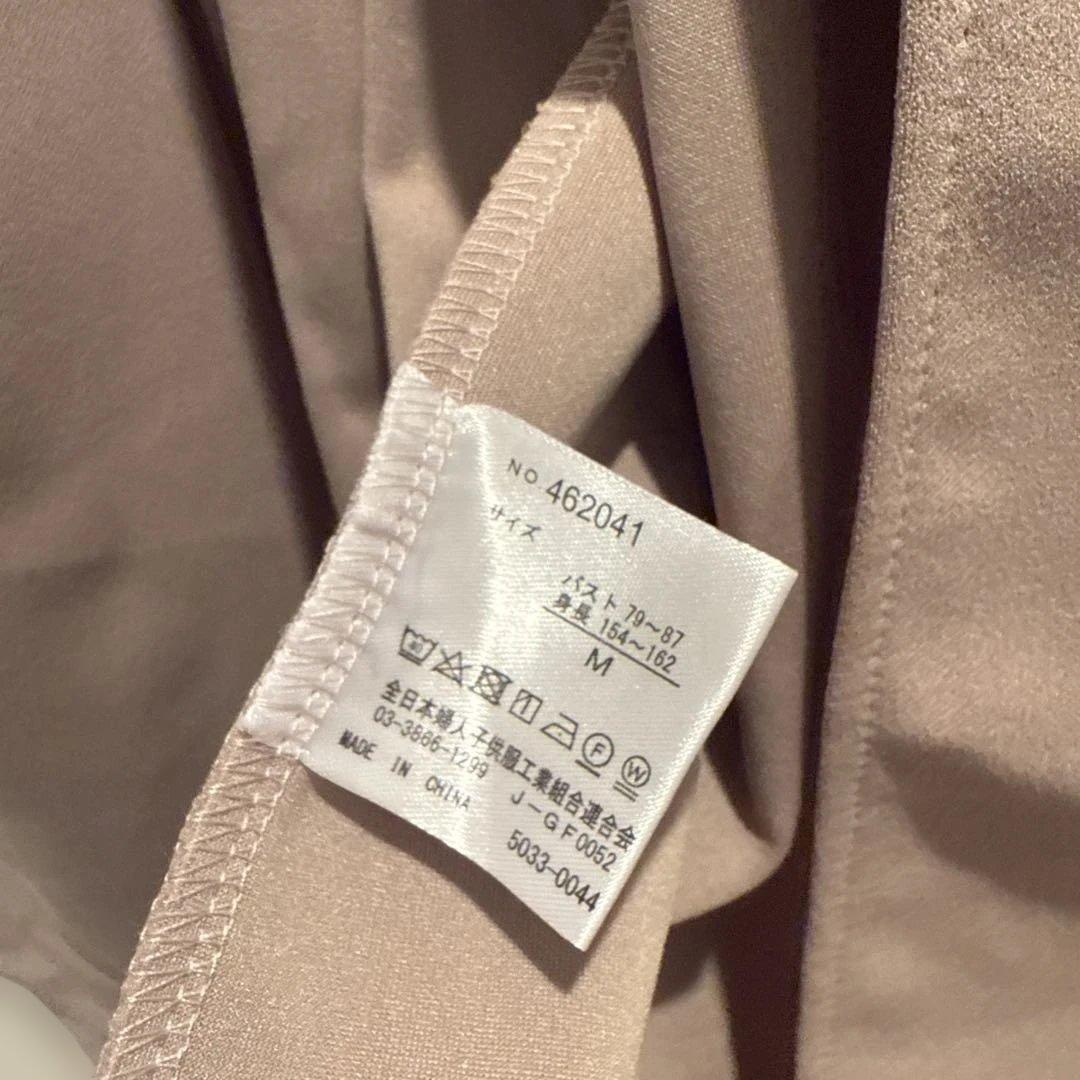 NO.462041
サイズ
バスト 79～87
身長 154～162
M
40
F
W
全日本婦人子供服工業組合連合会
03-3866-1299
J-GF0052
MADE IN CHINA
5033-0044